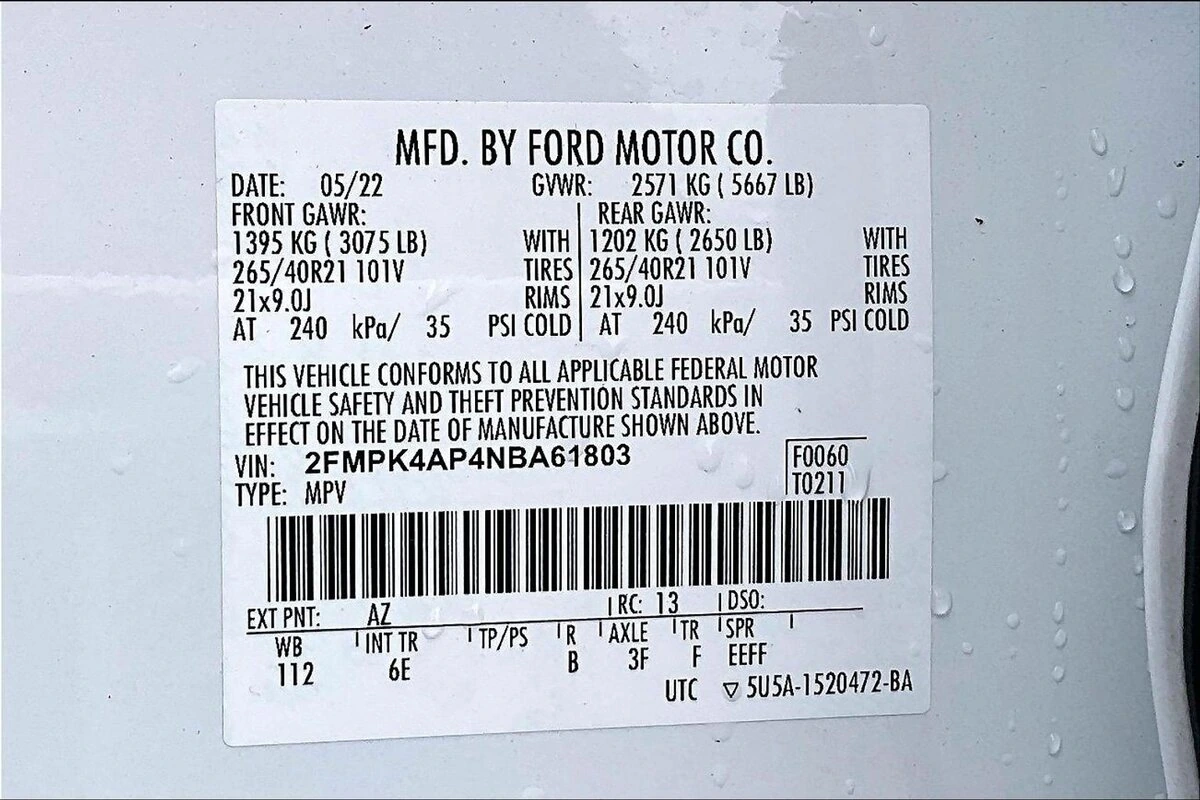 MFD. BY FORD MOTOR CO.
DATE: 05/22 GVWR: 2571 KG ( 5667 LB)
FRONT GAWR: REAR GAWR:
1395 KG ( 3075 LB) WITH 1202 KG ( 2650 LB) WITH
265/40R21 101V TIRES 265/40R21 101V TIRES
21x9.0J RIMS 21x9.0J RIMS
AT 240 kPa/ 35 PSI COLD AT 240 kPa/ 35 PSI COLD
THIS VEHICLE CONFORMS TO ALL APPLICABLE FEDERAL MOTOR
VEHICLE SAFETY AND THEFT PREVENTION STANDARDS IN
EFFECT ON THE DATE OF MANUFACTURE SHOWN ABOVE.
VIN: 2FMPK4AP4NBA61803 F0060
TYPE: MPV T0211
EXT PNT: AZ RC: 13 DSO:
WB INT TR TP/PS R AXLE TR SPR
112 6E B 3F F EEFF
UTC ▽ 5U5A-1520472-BA